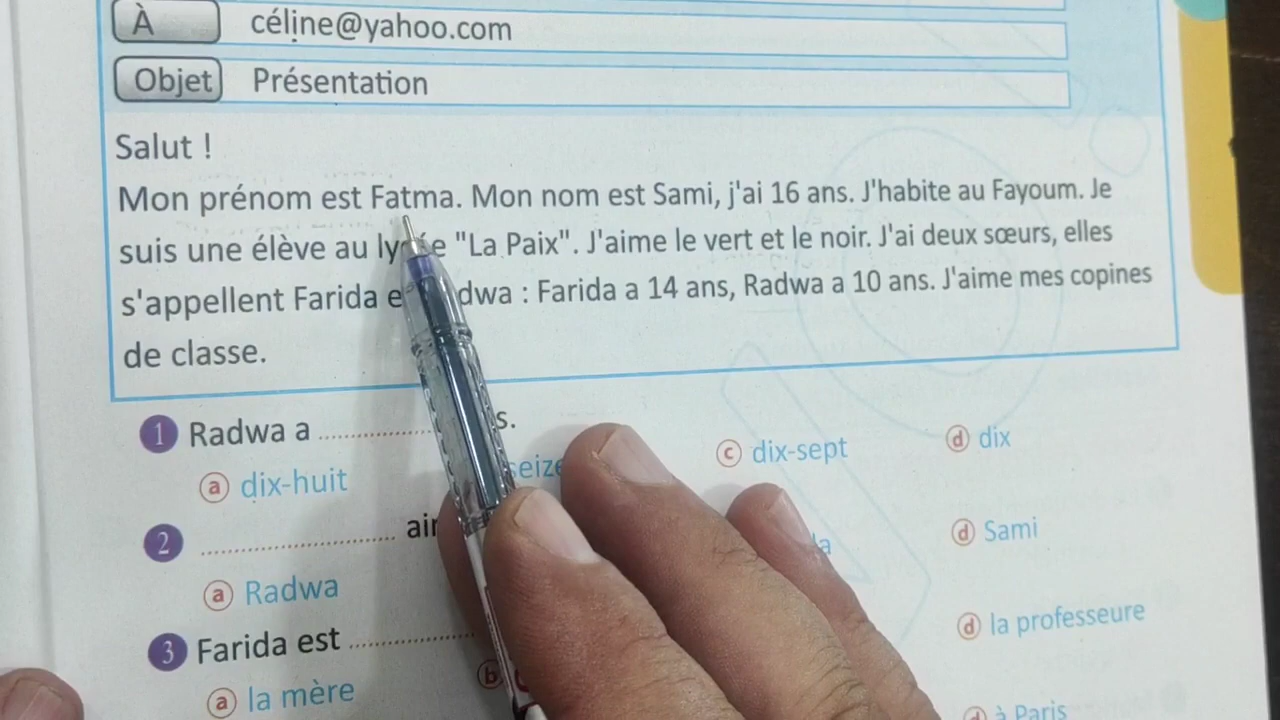 À céline@yahoo.com
Objet Présentation
Salut !
Mon prénom est Fatma. Mon nom est Sami, j'ai 16 ans. J'habite au Fayoum. Je
suis une élève au "La Paix". J'aime le vert et le noir. J'ai deux sœurs, elles
s'appellent Farida : Farida a 14 ans, Radwa a 10 ans. J'aime mes copines
de classe.
1 Radwa a ....................
a dix-huit seize c dix-sept d dix
2 ....................
a Radwa d Sami
3 Farida est ....................
a la mère b d la professeure
d à Paris